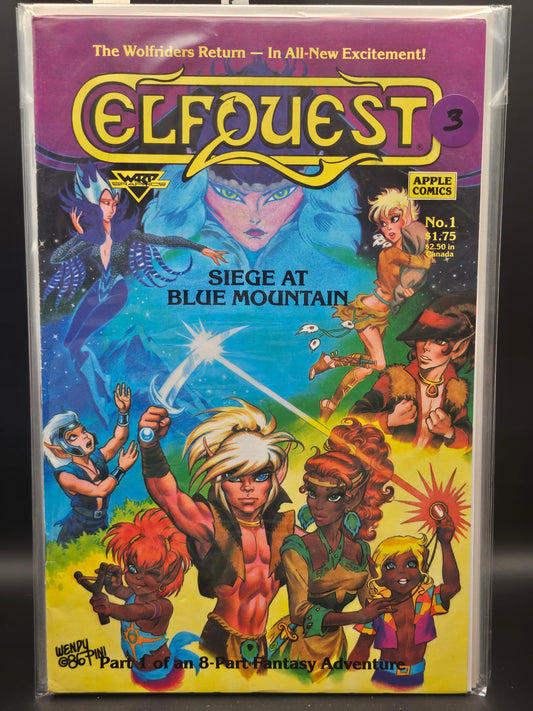 The Wolfriders Return — In All-New Excitement!
ELFQUEST®
3
WARP
GRAPHICS
APPLE
COMICS
No.1
$1.75
$2.50 in
Canada
SIEGE AT
BLUE MOUNTAIN
WENDY
©86 PINI
Part 1 of an 8-Part Fantasy Adventure